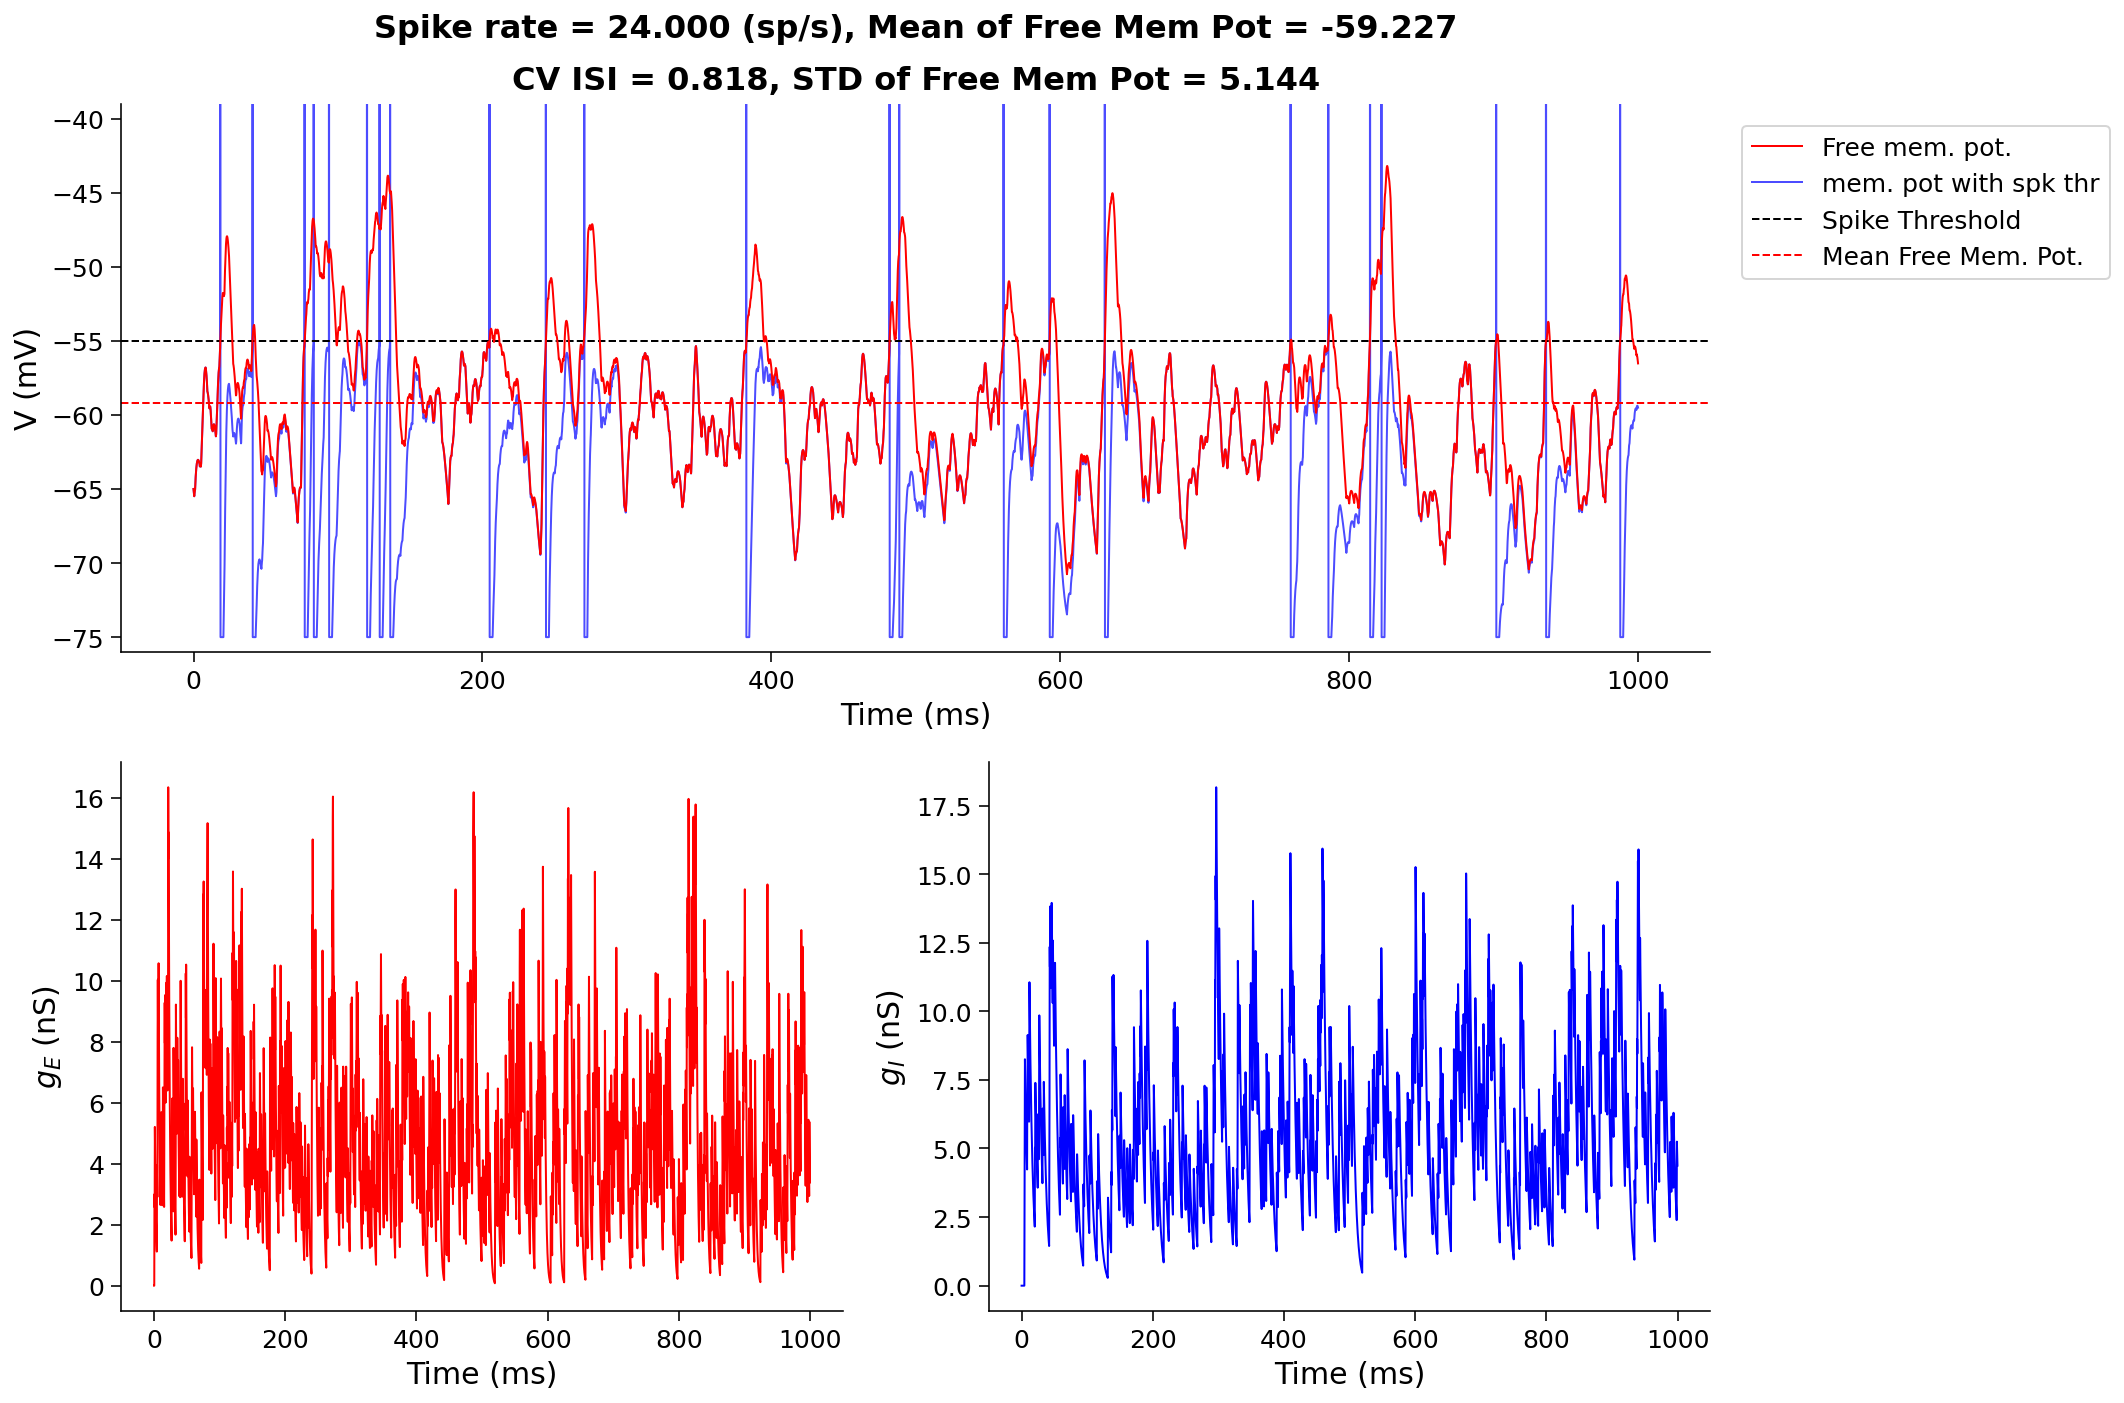 Spike rate = 24.000 (sp/s), Mean of Free Mem Pot = -59.227
CV ISI = 0.818, STD of Free Mem Pot = 5.144
V (mV)
−40
−45
−50
−55
−60
−65
−70
−75
0 200 400 600 800 1000
Time (ms)
Free mem. pot.
mem. pot with spk thr
Spike Threshold
Mean Free Mem. Pot.
g_E (nS)
16
14
12
10
8
6
4
2
0
0 200 400 600 800 1000
Time (ms)
g_I (nS)
17.5
15.0
12.5
10.0
7.5
5.0
2.5
0.0
0 200 400 600 800 1000
Time (ms)